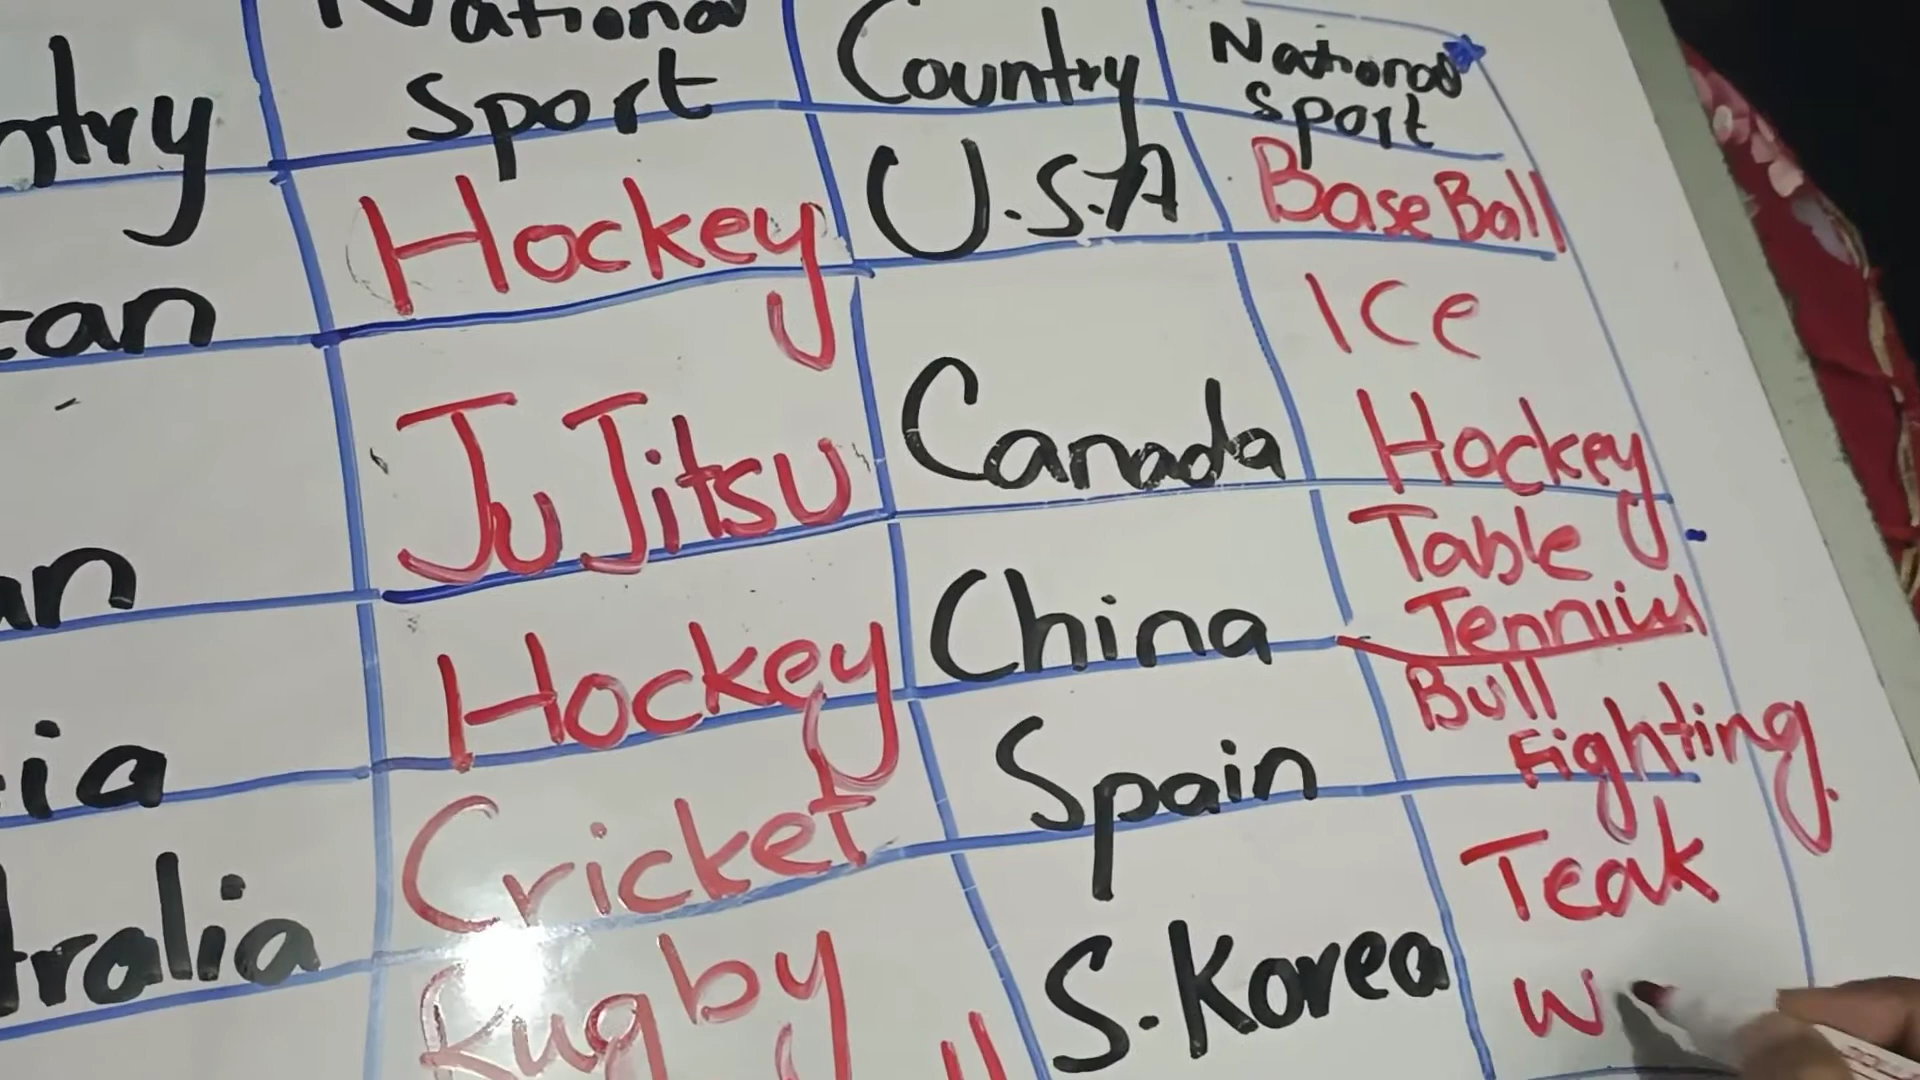 National Sport Country National Sport
ntry
Hockey U.S.A BaseBall
tan
JuJitsu Canada Ice Hockey
an
Hockey China Table
ia
Cricket Spain Bull Fighting.
tralia
Rugby S.Korea Teak
W